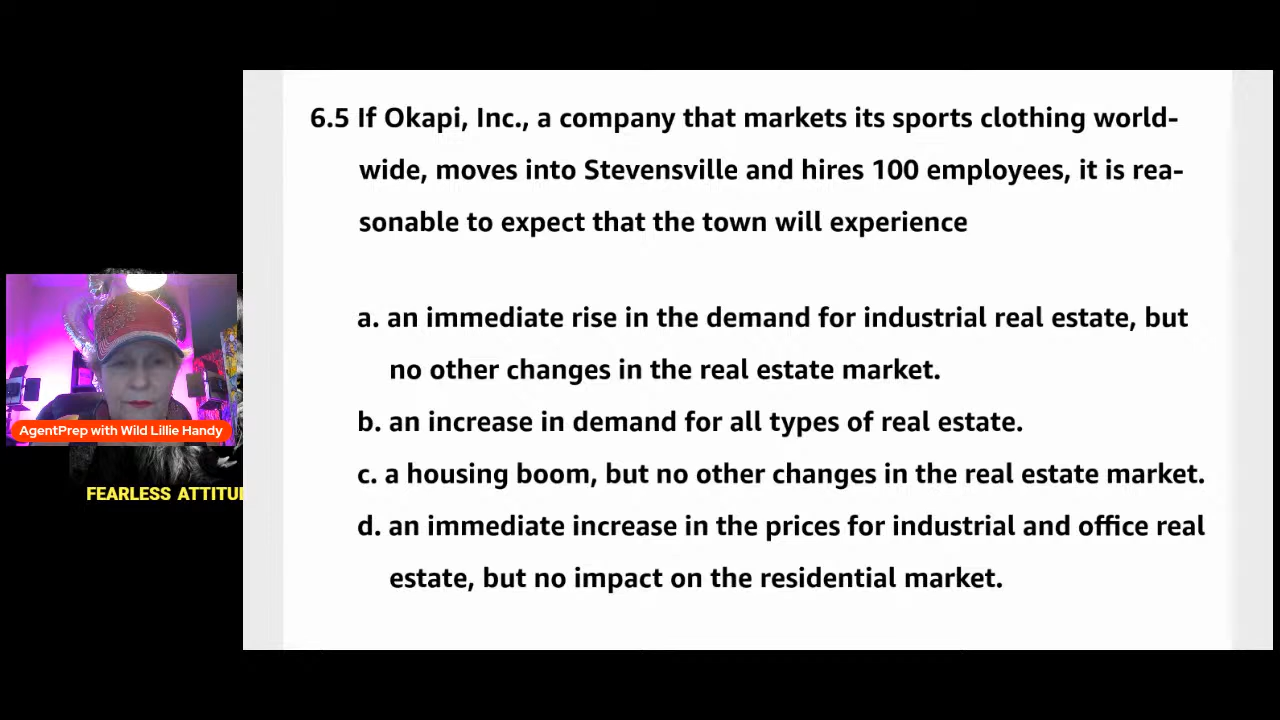 6.5 If Okapi, Inc., a company that markets its sports clothing world-
wide, moves into Stevensville and hires 100 employees, it is rea-
sonable to expect that the town will experience
a. an immediate rise in the demand for industrial real estate, but
no other changes in the real estate market.
b. an increase in demand for all types of real estate.
c. a housing boom, but no other changes in the real estate market.
d. an immediate increase in the prices for industrial and office real
estate, but no impact on the residential market.
AgentPrep with Wild Lillie Handy
FEARLESS